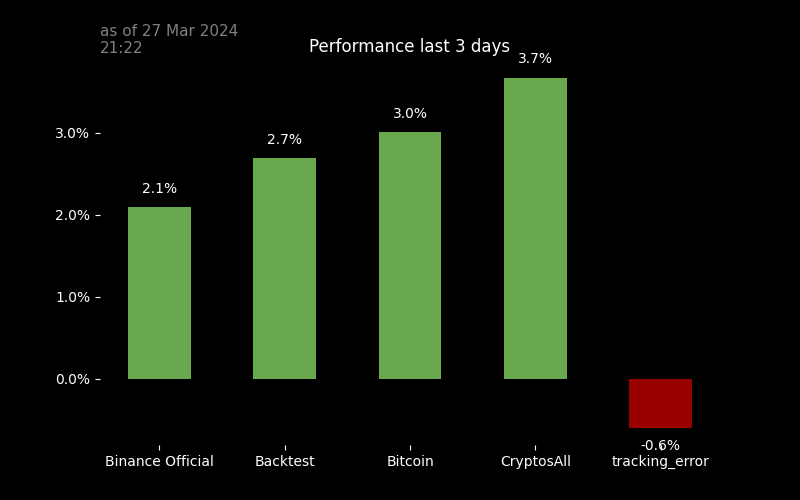 as of 27 Mar 2024
21:22
Performance last 3 days
3.7%
3.0%
2.7%
2.1%
3.0%
2.0%
1.0%
0.0%
-0.6%
Binance Official
Backtest
Bitcoin
CryptosAll
tracking_error